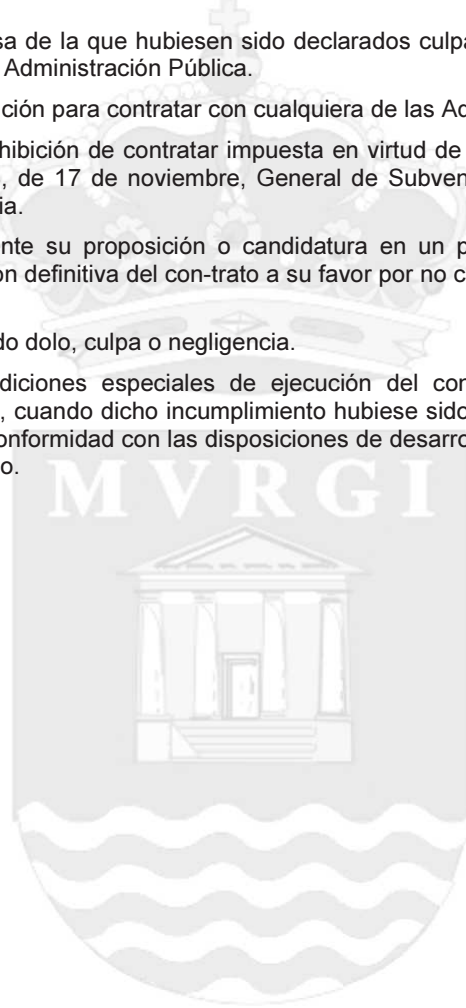 sa de la que hubiesen sido declarados culpa
Administración Pública.
ción para contratar con cualquiera de las Ad
hibición de contratar impuesta en virtud de
, de 17 de noviembre, General de Subven
ia.
nte su proposición o candidatura en un p
ón definitiva del con-trato a su favor por no c
do dolo, culpa o negligencia.
diciones especiales de ejecución del con
, cuando dicho incumplimiento hubiese sido
onformidad con las disposiciones de desarro
o.
MVRGI